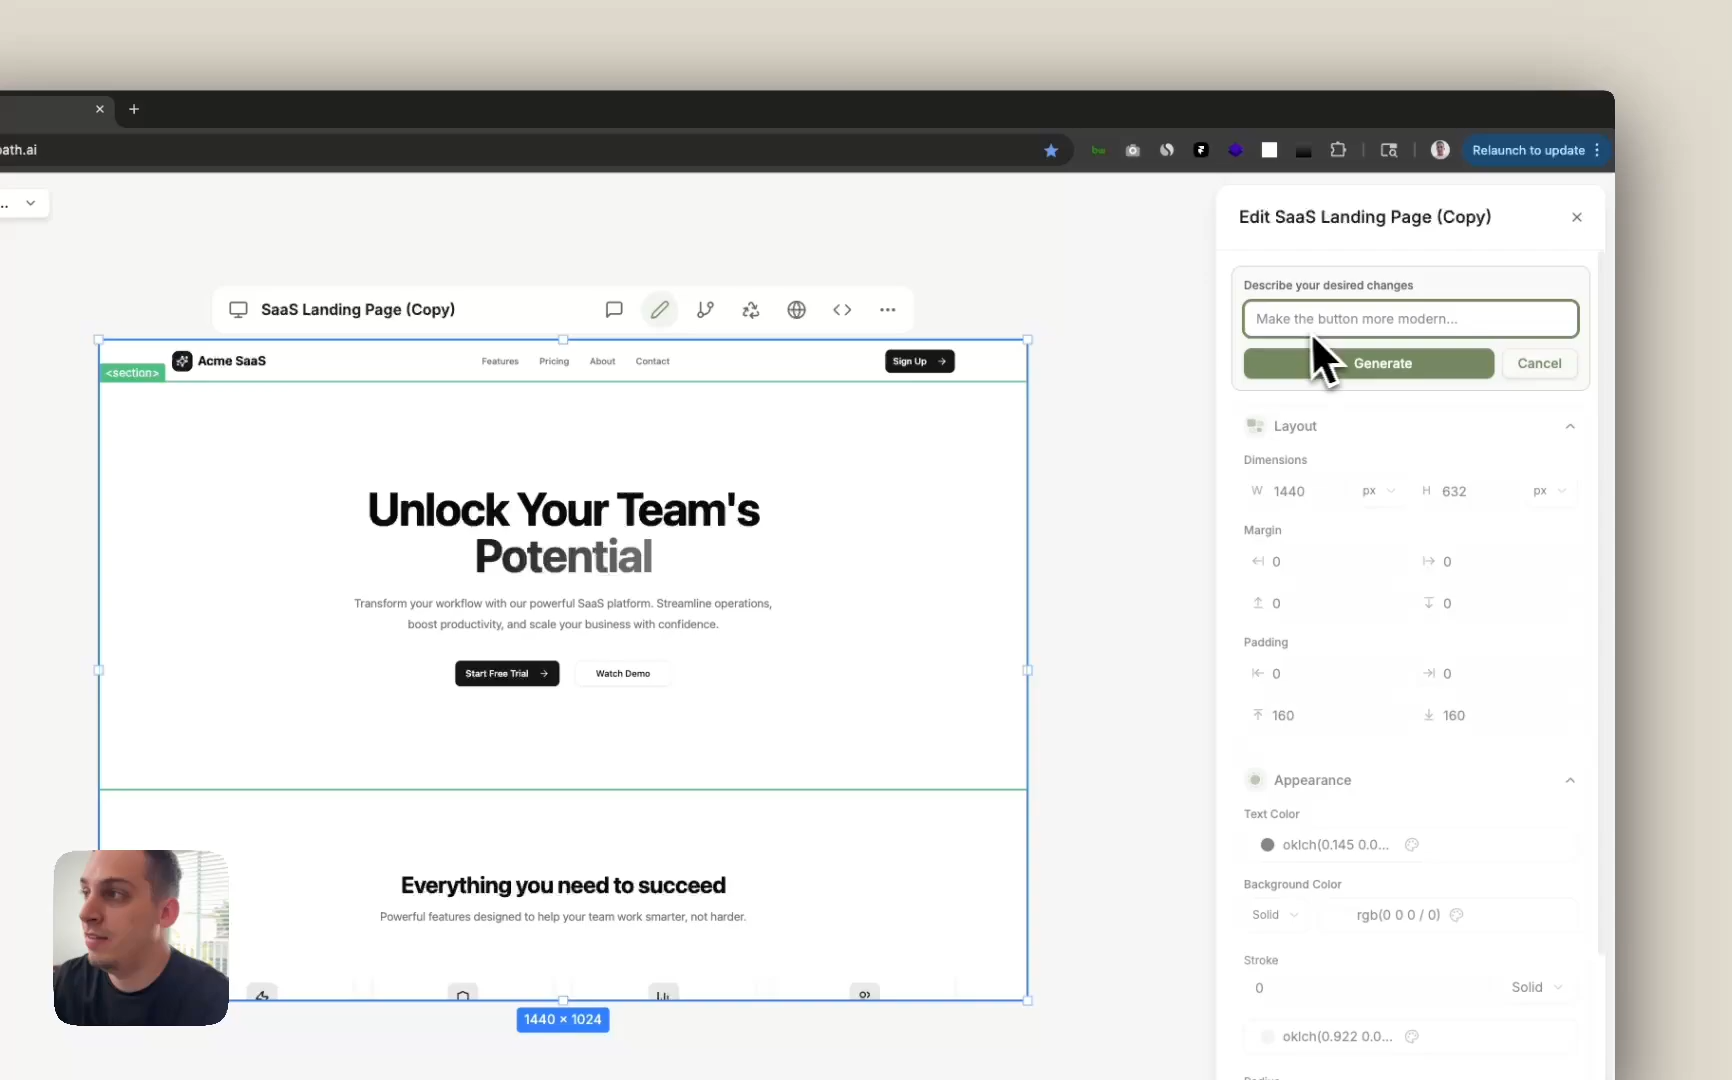 ath.ai
Relaunch to update
...
Edit SaaS Landing Page (Copy)
Describe your desired changes
Make the button more modern...
Generate
Cancel
SaaS Landing Page (Copy)
Acme SaaS
Features
Pricing
About
Contact
Sign Up
<section>
Unlock Your Team's
Potential
Transform your workflow with our powerful SaaS platform. Streamline operations,
boost productivity, and scale your business with confidence.
Start Free Trial
Watch Demo
Everything you need to succeed
Powerful features designed to help your team work smarter, not harder.
1440 × 1024
Layout
Dimensions
W 1440 px H 632 px
Margin
0 0
0 0
Padding
0 0
160 160
Appearance
Text Color
oklch(0.145 0.0...
Background Color
Solid rgb(0 0 0 / 0)
Stroke
0 Solid
oklch(0.922 0.0...